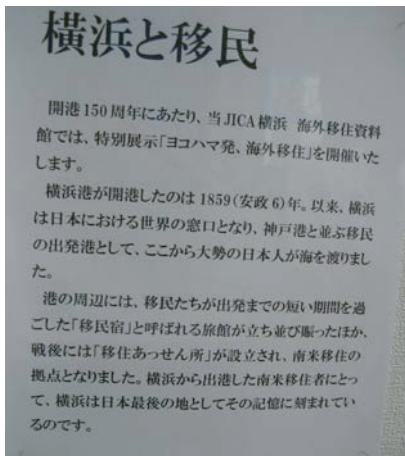 横浜と移民
開港150周年にあたり、当JICA横浜 海外移住資料
館では、特別展示「ヨコハマ発、海外移住」を開催いた
します。
横浜港が開港したのは1859(安政6)年。以来、横浜
は日本における世界の窓口となり、神戸港と並ぶ移民
の出発港として、ここから大勢の日本人が海を渡りまし
た。
港の周辺には、移民たちが出発までの短い期間を過
ごした「移民宿」と呼ばれる旅館が立ち並び賑ったほか、
戦後には「移住あっせん所」が設立され、南米移住の
拠点となりました。横浜から出港した南米移住者にとっ
て、横浜は日本最後の地としてその記憶に刻まれてい
るのです。